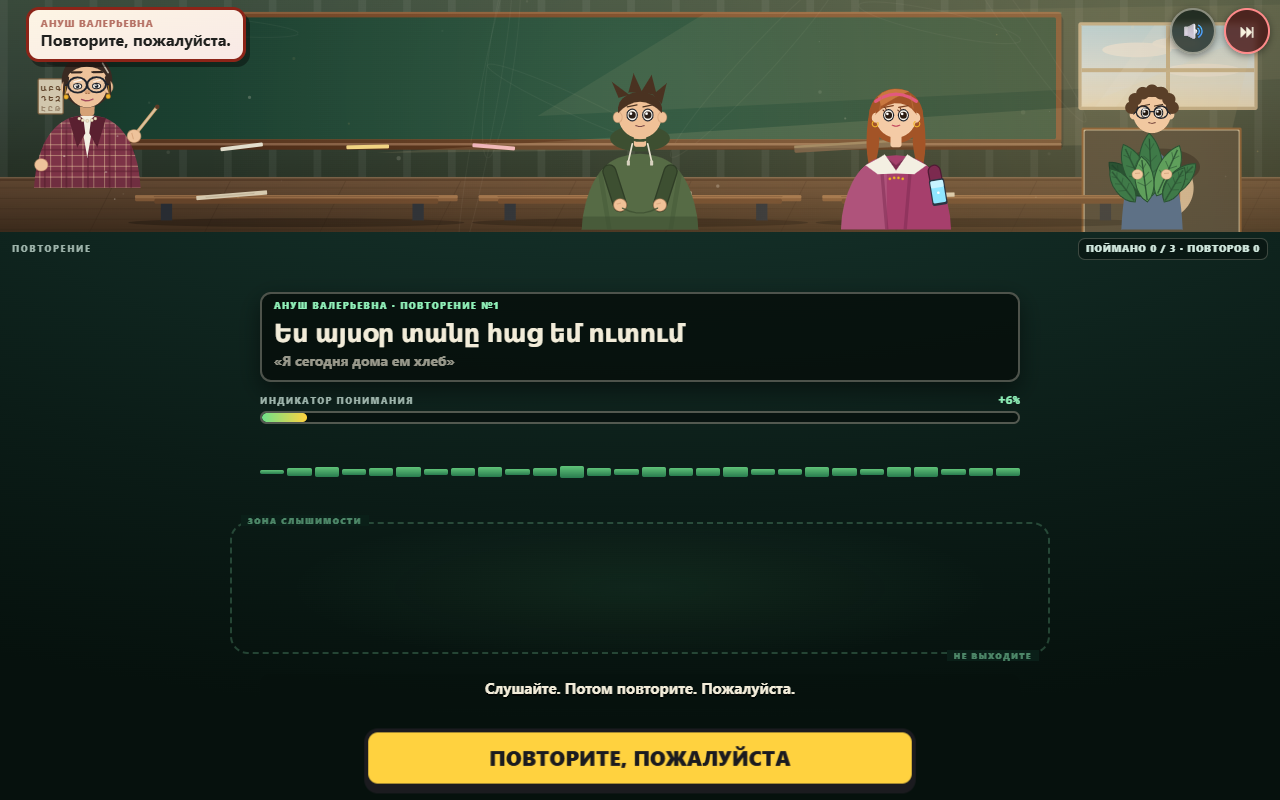 АНУШ ВАЛЕРЬЕВНА
Повторите, пожалуйста.
Ա Բ Գ
Դ Ե Զ
Է Ը Թ
ПОВТОРЕНИЕ
ПОЙМАНО 0 / 3 · ПОВТОРОВ 0
АНУШ ВАЛЕРЬЕВНА · ПОВТОРЕНИЕ №1
Ես այսօր տանը հաց եմ ուտում
«Я сегодня дома ем хлеб»
ИНДИКАТОР ПОНИМАНИЯ
+6%
ЗОНА СЛЫШИМОСТИ
НЕ ВЫХОДИТЕ
Слушайте. Потом повторите. Пожалуйста.
ПОВТОРИТЕ, ПОЖАЛУЙСТА